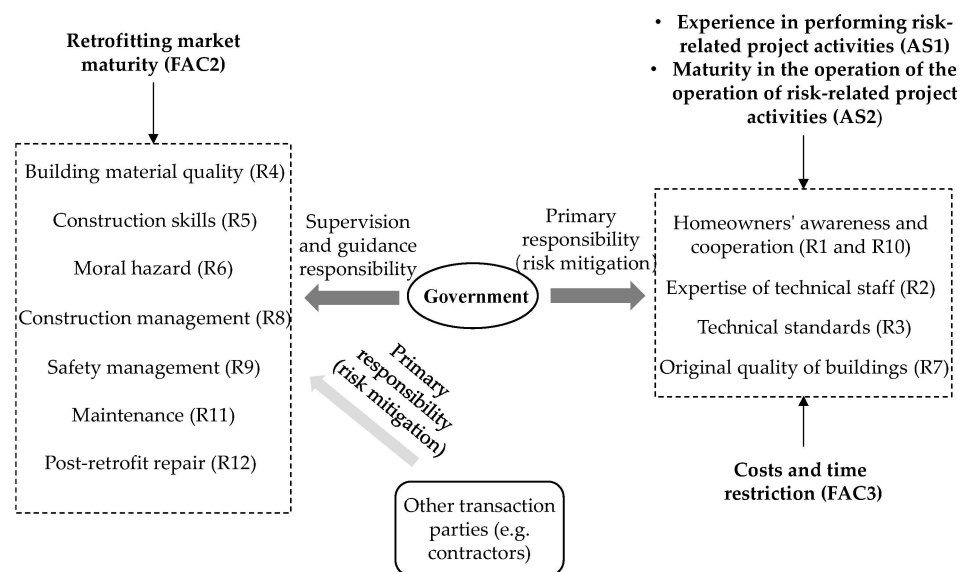 Retrofitting market
maturity (FAC2)
• Experience in performing risk-
related project activities (AS1)
• Maturity in the operation of the
operation of risk-related project
activities (AS2)
Building material quality (R4)
Construction skills (R5)
Moral hazard (R6)
Construction management (R8)
Safety management (R9)
Maintenance (R11)
Post-retrofit repair (R12)
Supervision
and guidance
responsibility
Primary
responsibility
(risk mitigation)
Government
Homeowners' awareness and
cooperation (R1 and R10)
Expertise of technical staff (R2)
Technical standards (R3)
Original quality of buildings (R7)
Primary
responsibility
(risk mitigation)
Costs and time
restriction (FAC3)
Other transaction
parties (e.g.
contractors)